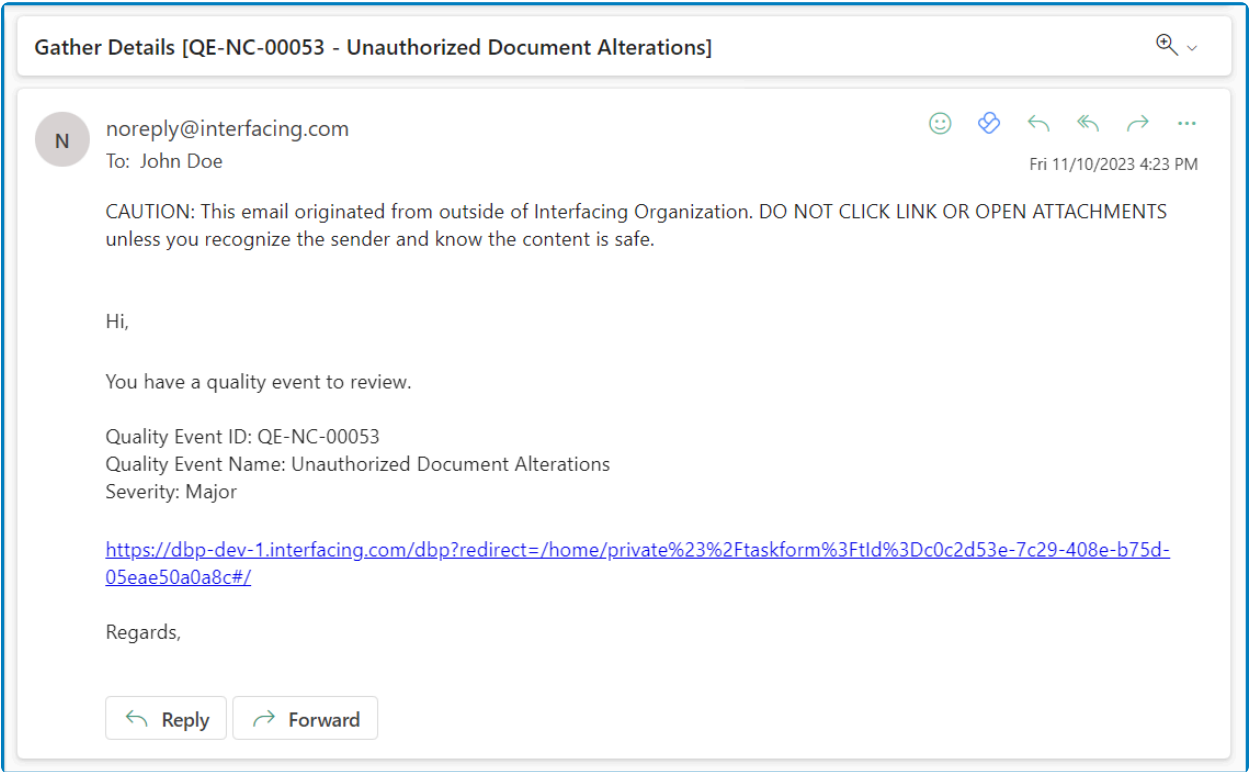 Gather Details [QE-NC-00053 - Unauthorized Document Alterations]
N
noreply@interfacing.com
To: John Doe
Fri 11/10/2023 4:23 PM
CAUTION: This email originated from outside of Interfacing Organization. DO NOT CLICK LINK OR OPEN ATTACHMENTS
unless you recognize the sender and know the content is safe.
Hi,
You have a quality event to review.
Quality Event ID: QE-NC-00053
Quality Event Name: Unauthorized Document Alterations
Severity: Major
https://dbp-dev-1.interfacing.com/dbp?redirect=/home/private%23%2Ftaskform%3FtId%3Dc0c2d53e-7c29-408e-b75d-
05eae50a0a8c#/
Regards,
Reply
Forward